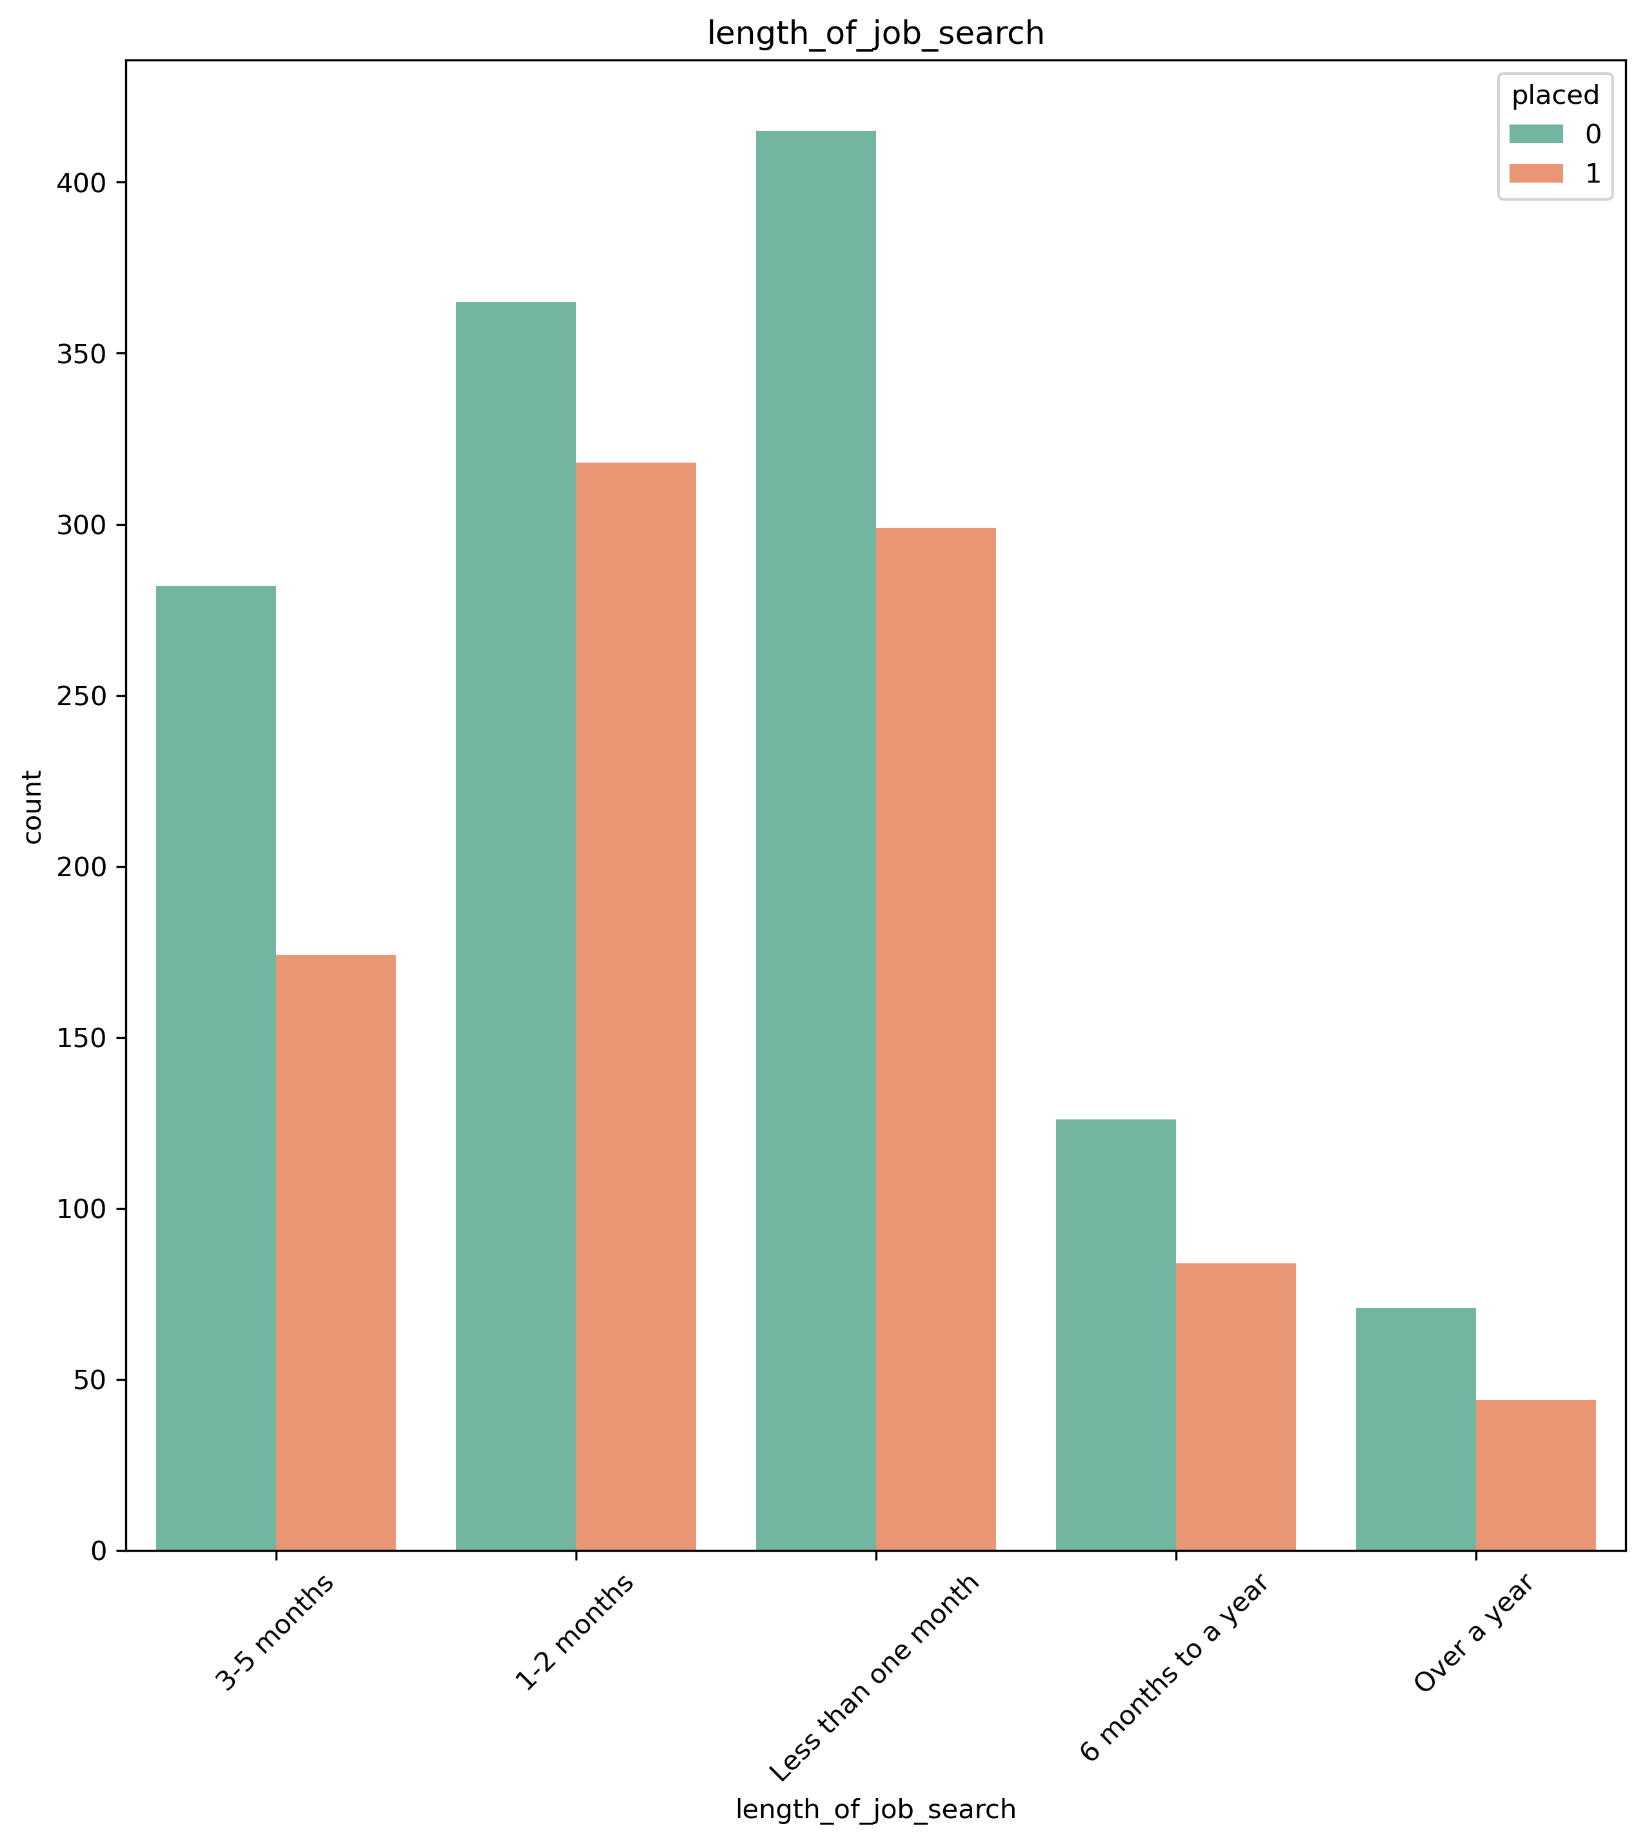 length_of_job_search
placed
0
1
400
350
300
250
200
150
100
50
0
count
3-5 months
1-2 months
Less than one month
6 months to a year
Over a year
length_of_job_search